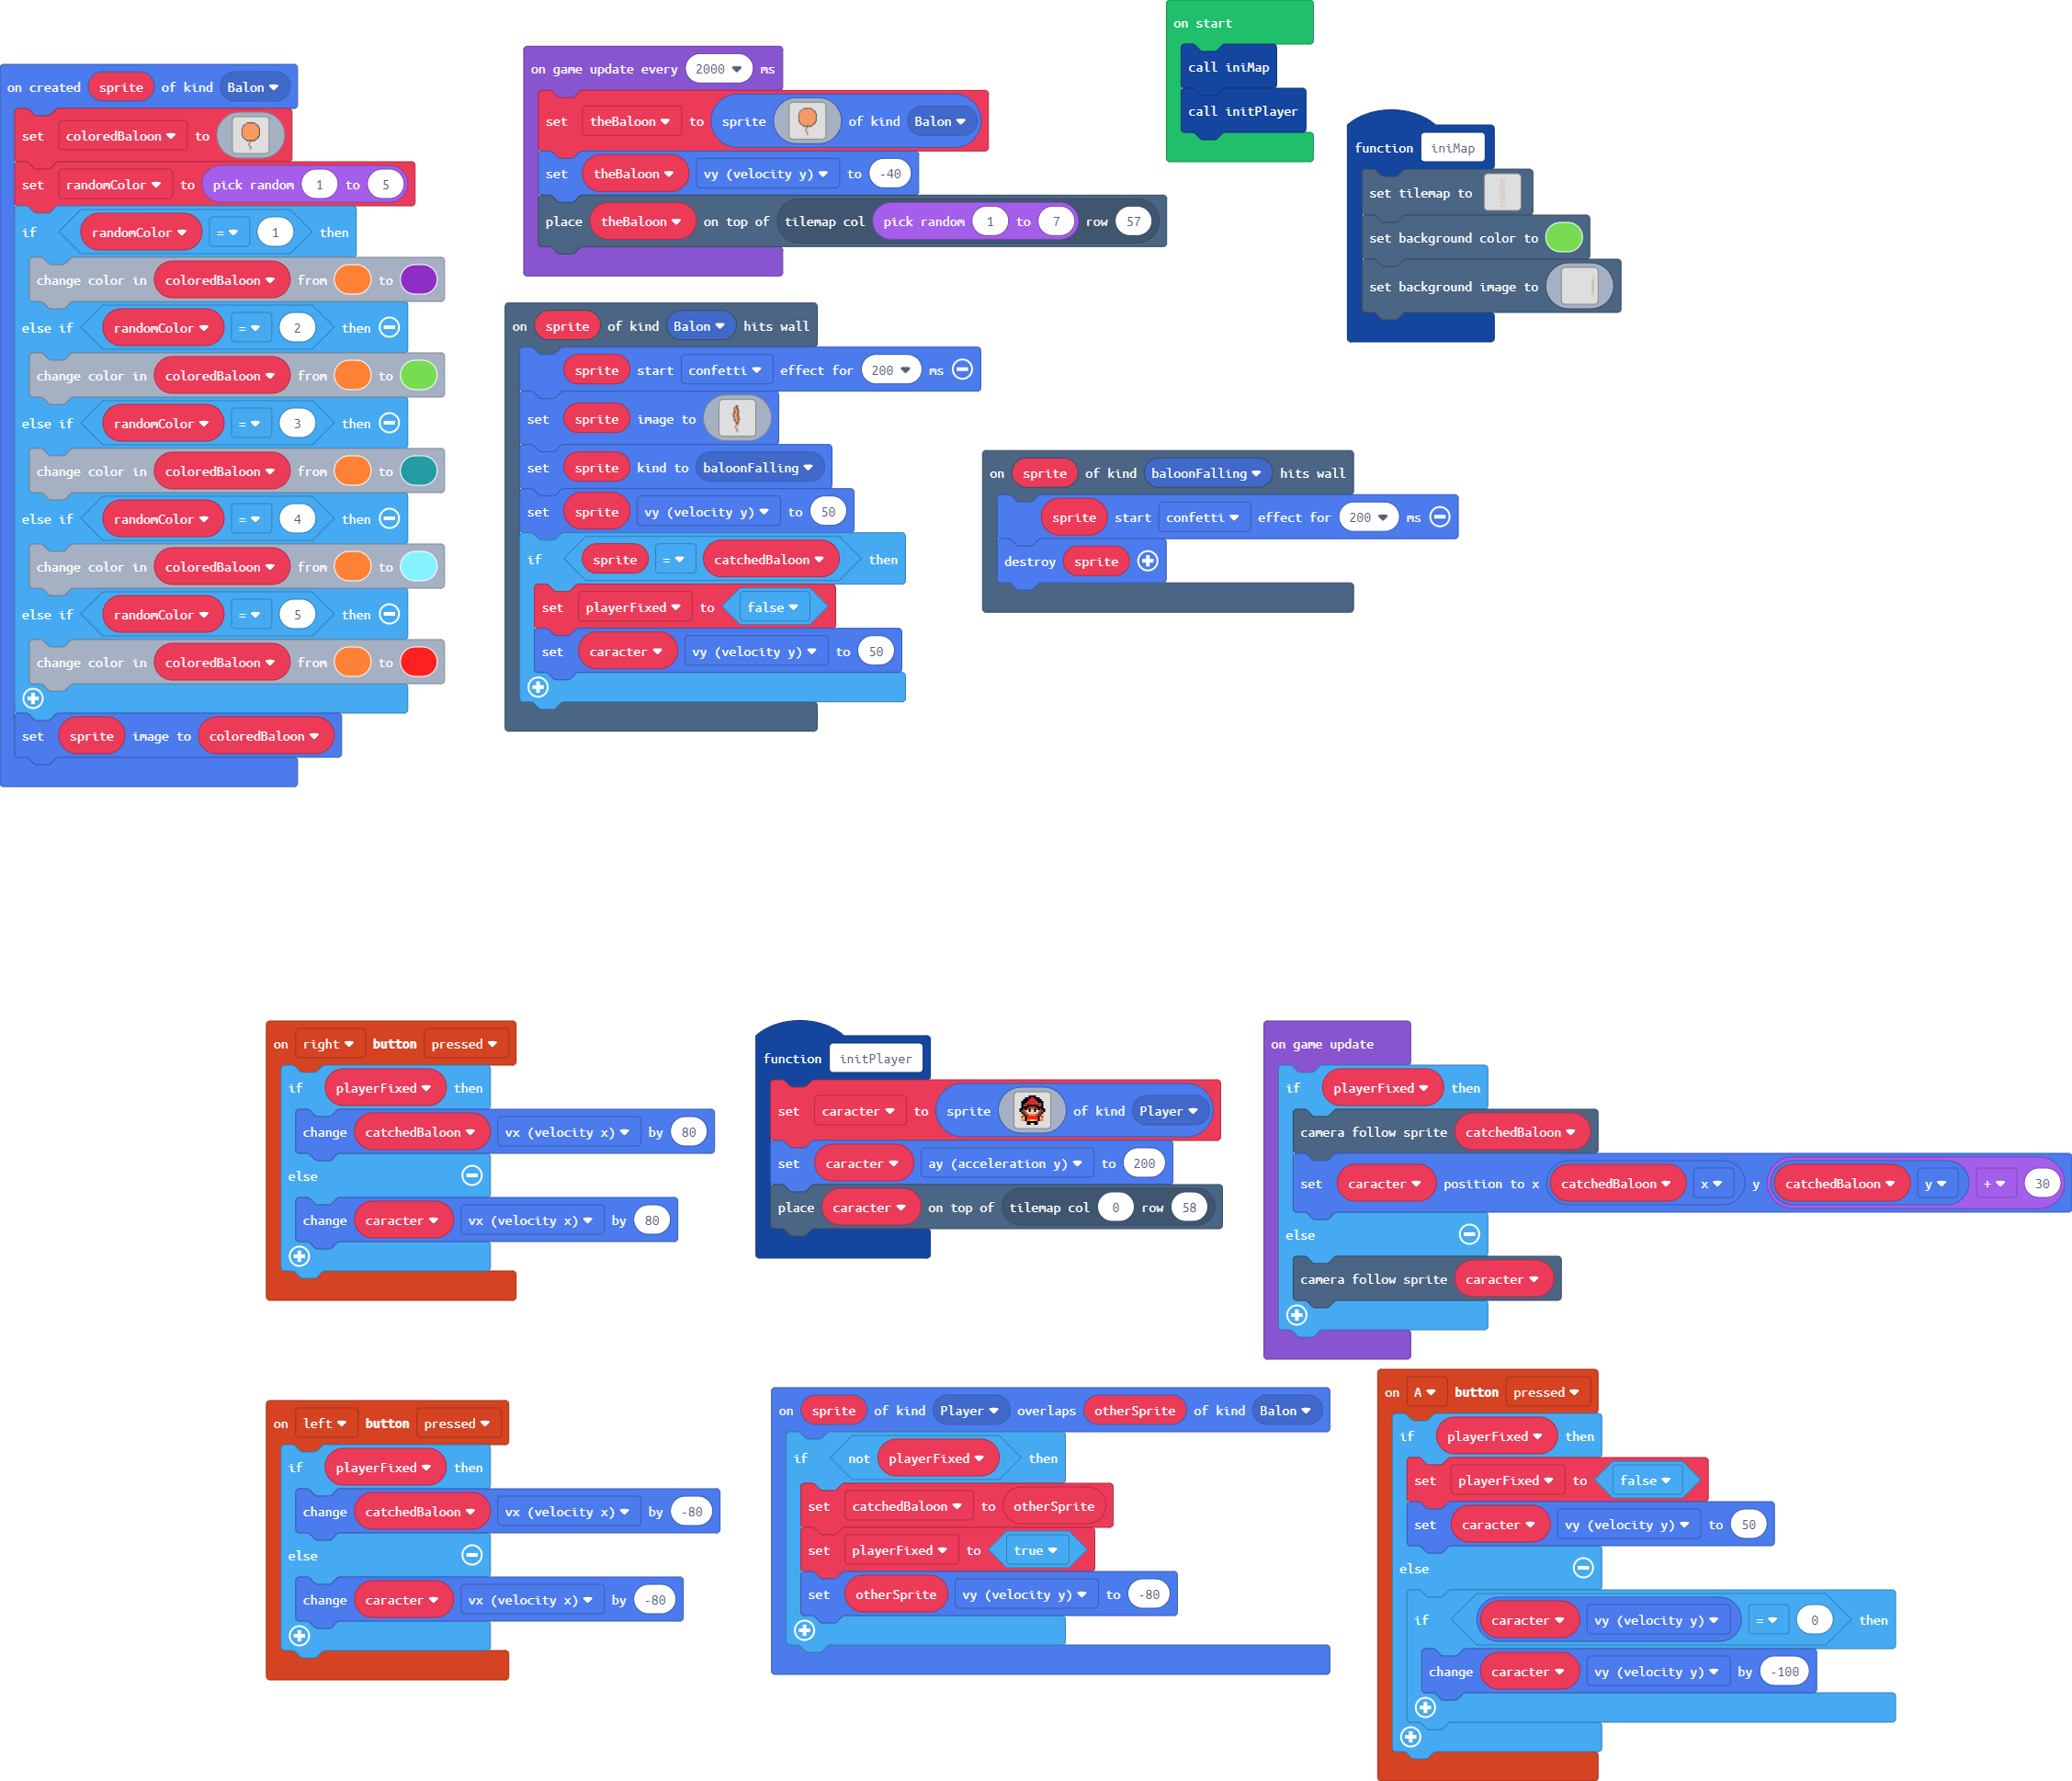 on created sprite of kind Balon
set coloredBaloon to
set randomColor to pick random 1 to 5
if randomColor = 1 then
change color in coloredBaloon from to
else if randomColor = 2 then
change color in coloredBaloon from to
else if randomColor = 3 then
change color in coloredBaloon from to
else if randomColor = 4 then
change color in coloredBaloon from to
else if randomColor = 5 then
change color in coloredBaloon from to
set sprite image to coloredBaloon
on game update every 2000 ms
set theBaloon to sprite of kind Balon
set theBaloon vy (velocity y) to -40
place theBaloon on top of tilemap col pick random 1 to 7 row 57
on sprite of kind Balon hits wall
sprite start confetti effect for 200 ms
set sprite image to
set sprite kind to baloonFalling
set sprite vy (velocity y) to 50
if sprite = catchedBaloon then
set playerFixed to false
set caracter vy (velocity y) to 50
on start
call iniMap
call initPlayer
function iniMap
set tilemap to
set background color to
set background image to
on sprite of kind baloonFalling hits wall
sprite start confetti effect for 200 ms
destroy sprite
on right button pressed
if playerFixed then
change catchedBaloon vx (velocity x) by 80
else
change caracter vx (velocity x) by 80
function initPlayer
set caracter to sprite of kind Player
set caracter ay (acceleration y) to 200
place caracter on top of tilemap col 0 row 58
on game update
if playerFixed then
camera follow sprite catchedBaloon
set caracter position to x catchedBaloon x y catchedBaloon y + 30
else
camera follow sprite caracter
on left button pressed
if playerFixed then
change catchedBaloon vx (velocity x) by -80
else
change caracter vx (velocity x) by -80
on sprite of kind Player overlaps otherSprite of kind Balon
if not playerFixed then
set catchedBaloon to otherSprite
set playerFixed to true
set otherSprite vy (velocity y) to -80
on A button pressed
if playerFixed then
set playerFixed to false
set caracter vy (velocity y) to 50
else
if caracter vy (velocity y) = 0 then
change caracter vy (velocity y) by -100